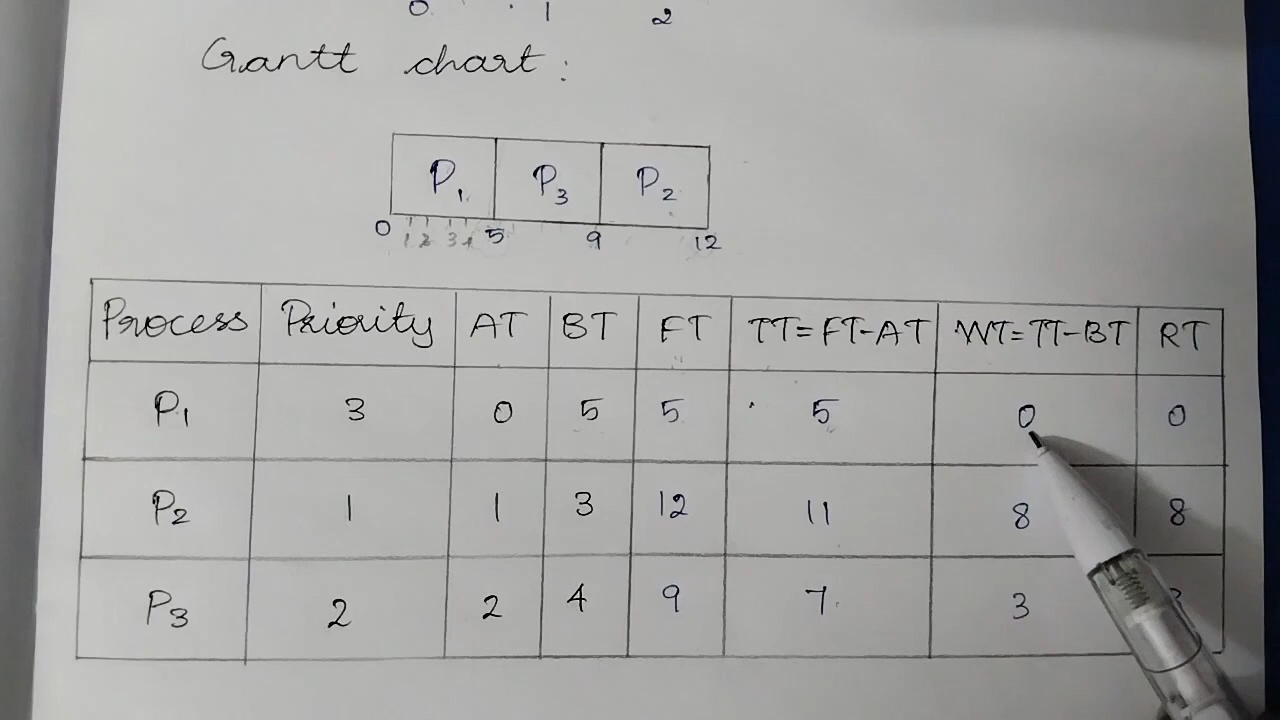 0 1 2
Gantt chart:
P1 P3 P2
0 1 2 3 4 5 9 12
Process Priority AT BT FT TT=FT-AT WT=TT-BT RT
P1 3 0 5 5 5 0 0
P2 1 1 3 12 11 8 8
P3 2 2 4 9 7 3